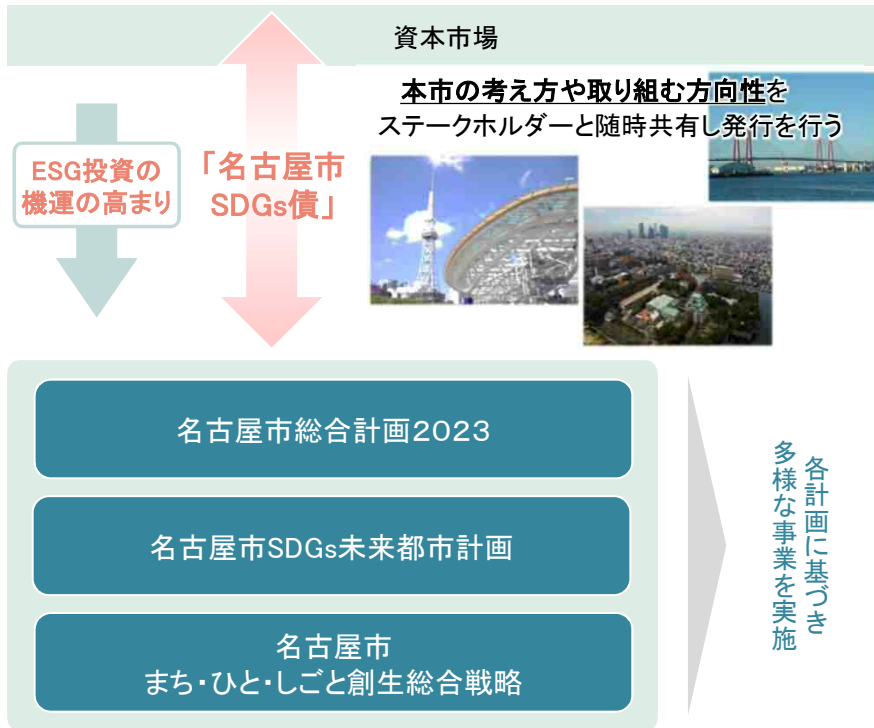 資本市場
本市の考え方や取り組む方向性を
ステークホルダーと随時共有し発行を行う
ESG投資の
機運の高まり
「名古屋市
SDGs債」
名古屋市総合計画2023
名古屋市SDGs未来都市計画
名古屋市
まち・ひと・しごと創生総合戦略
各計画に基づき
多様な事業を実施